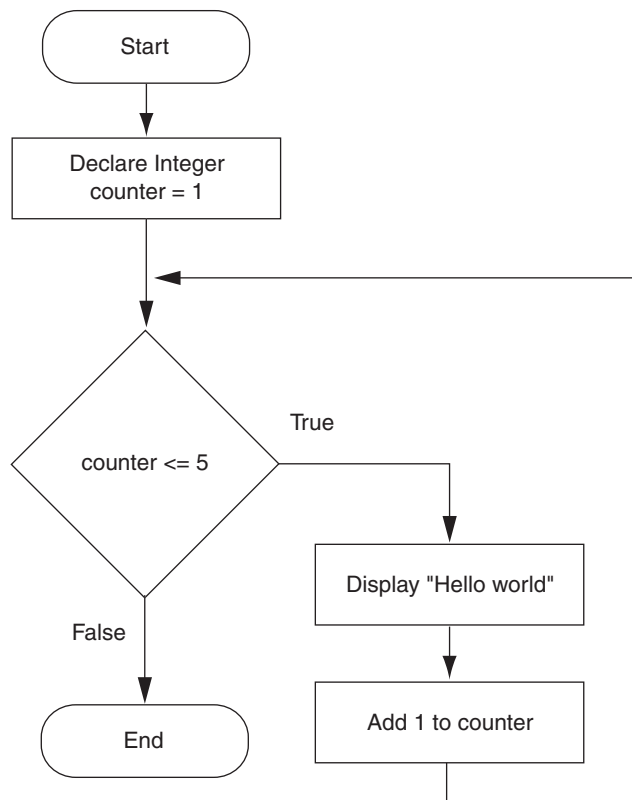 Start
Declare Integer
counter = 1
counter <= 5
True
Display "Hello world"
Add 1 to counter
False
End